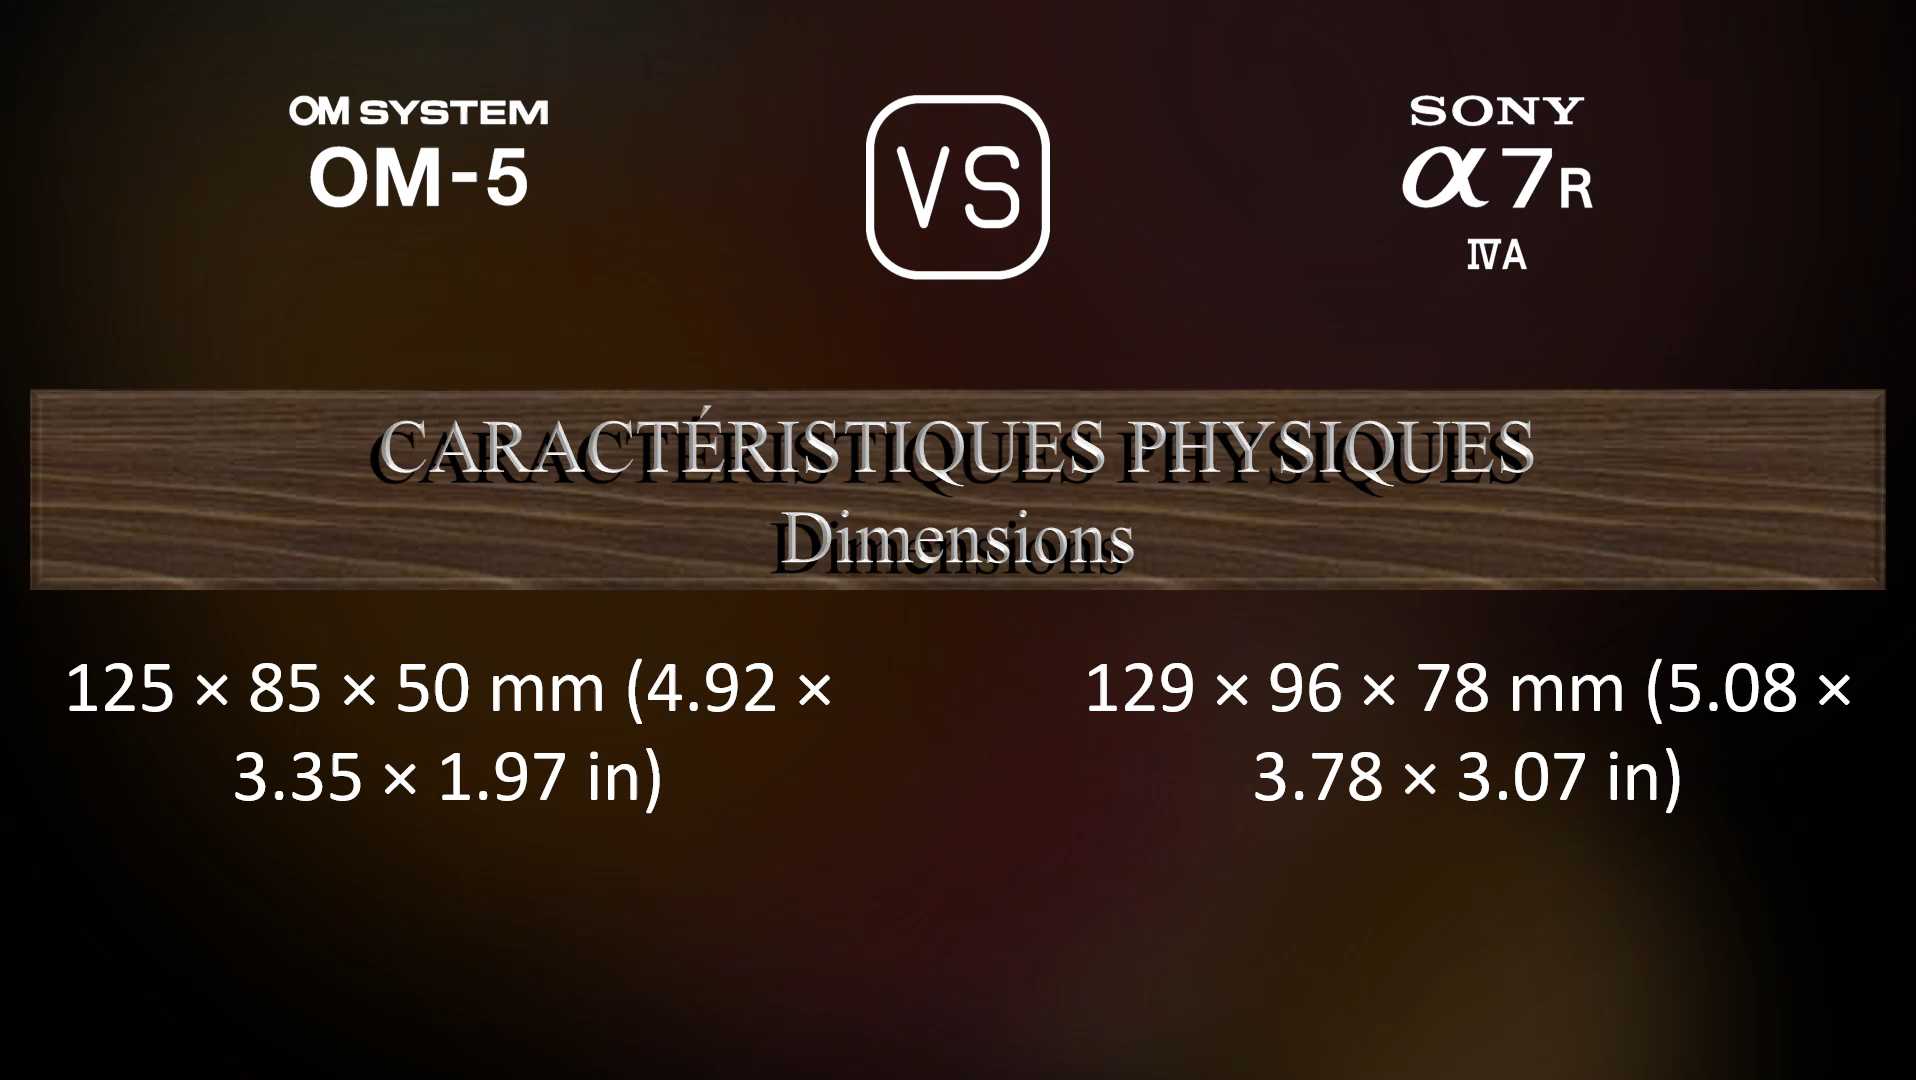 OM SYSTEM
OM-5
VS
SONY
α7R
IVA
CARACTÉRISTIQUES PHYSIQUES
Dimensions
125 × 85 × 50 mm (4.92 ×
3.35 × 1.97 in)
129 × 96 × 78 mm (5.08 ×
3.78 × 3.07 in)